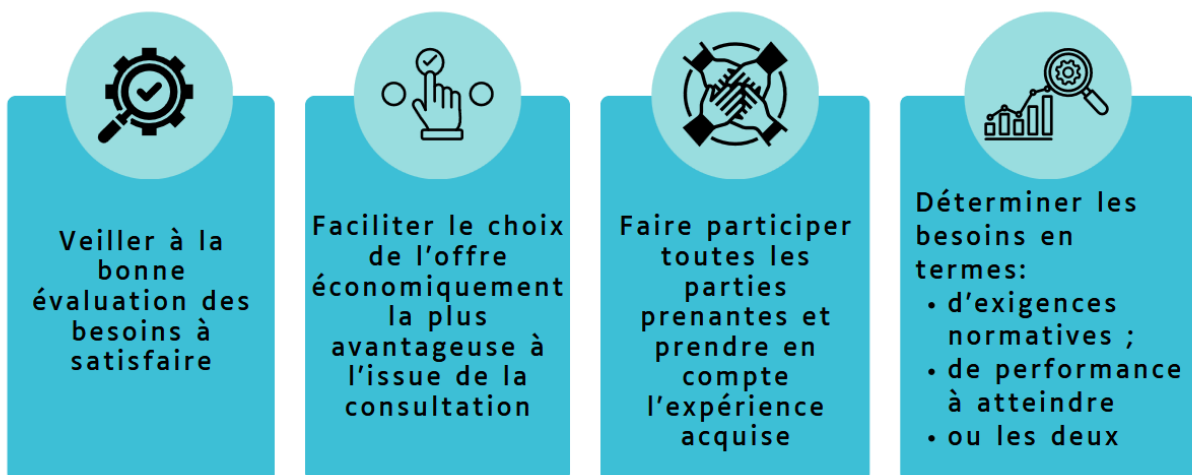 Veiller à la
bonne
évaluation des
besoins à
satisfaire
Faciliter le choix
de l'offre
économiquement
la plus
avantageuse à
l'issue de la
consultation
Faire participer
toutes les
parties
prenantes et
prendre en
compte
l'expérience
acquise
Déterminer les
besoins en
termes:
• d'exigences
normatives ;
• de performance
à atteindre
• ou les deux